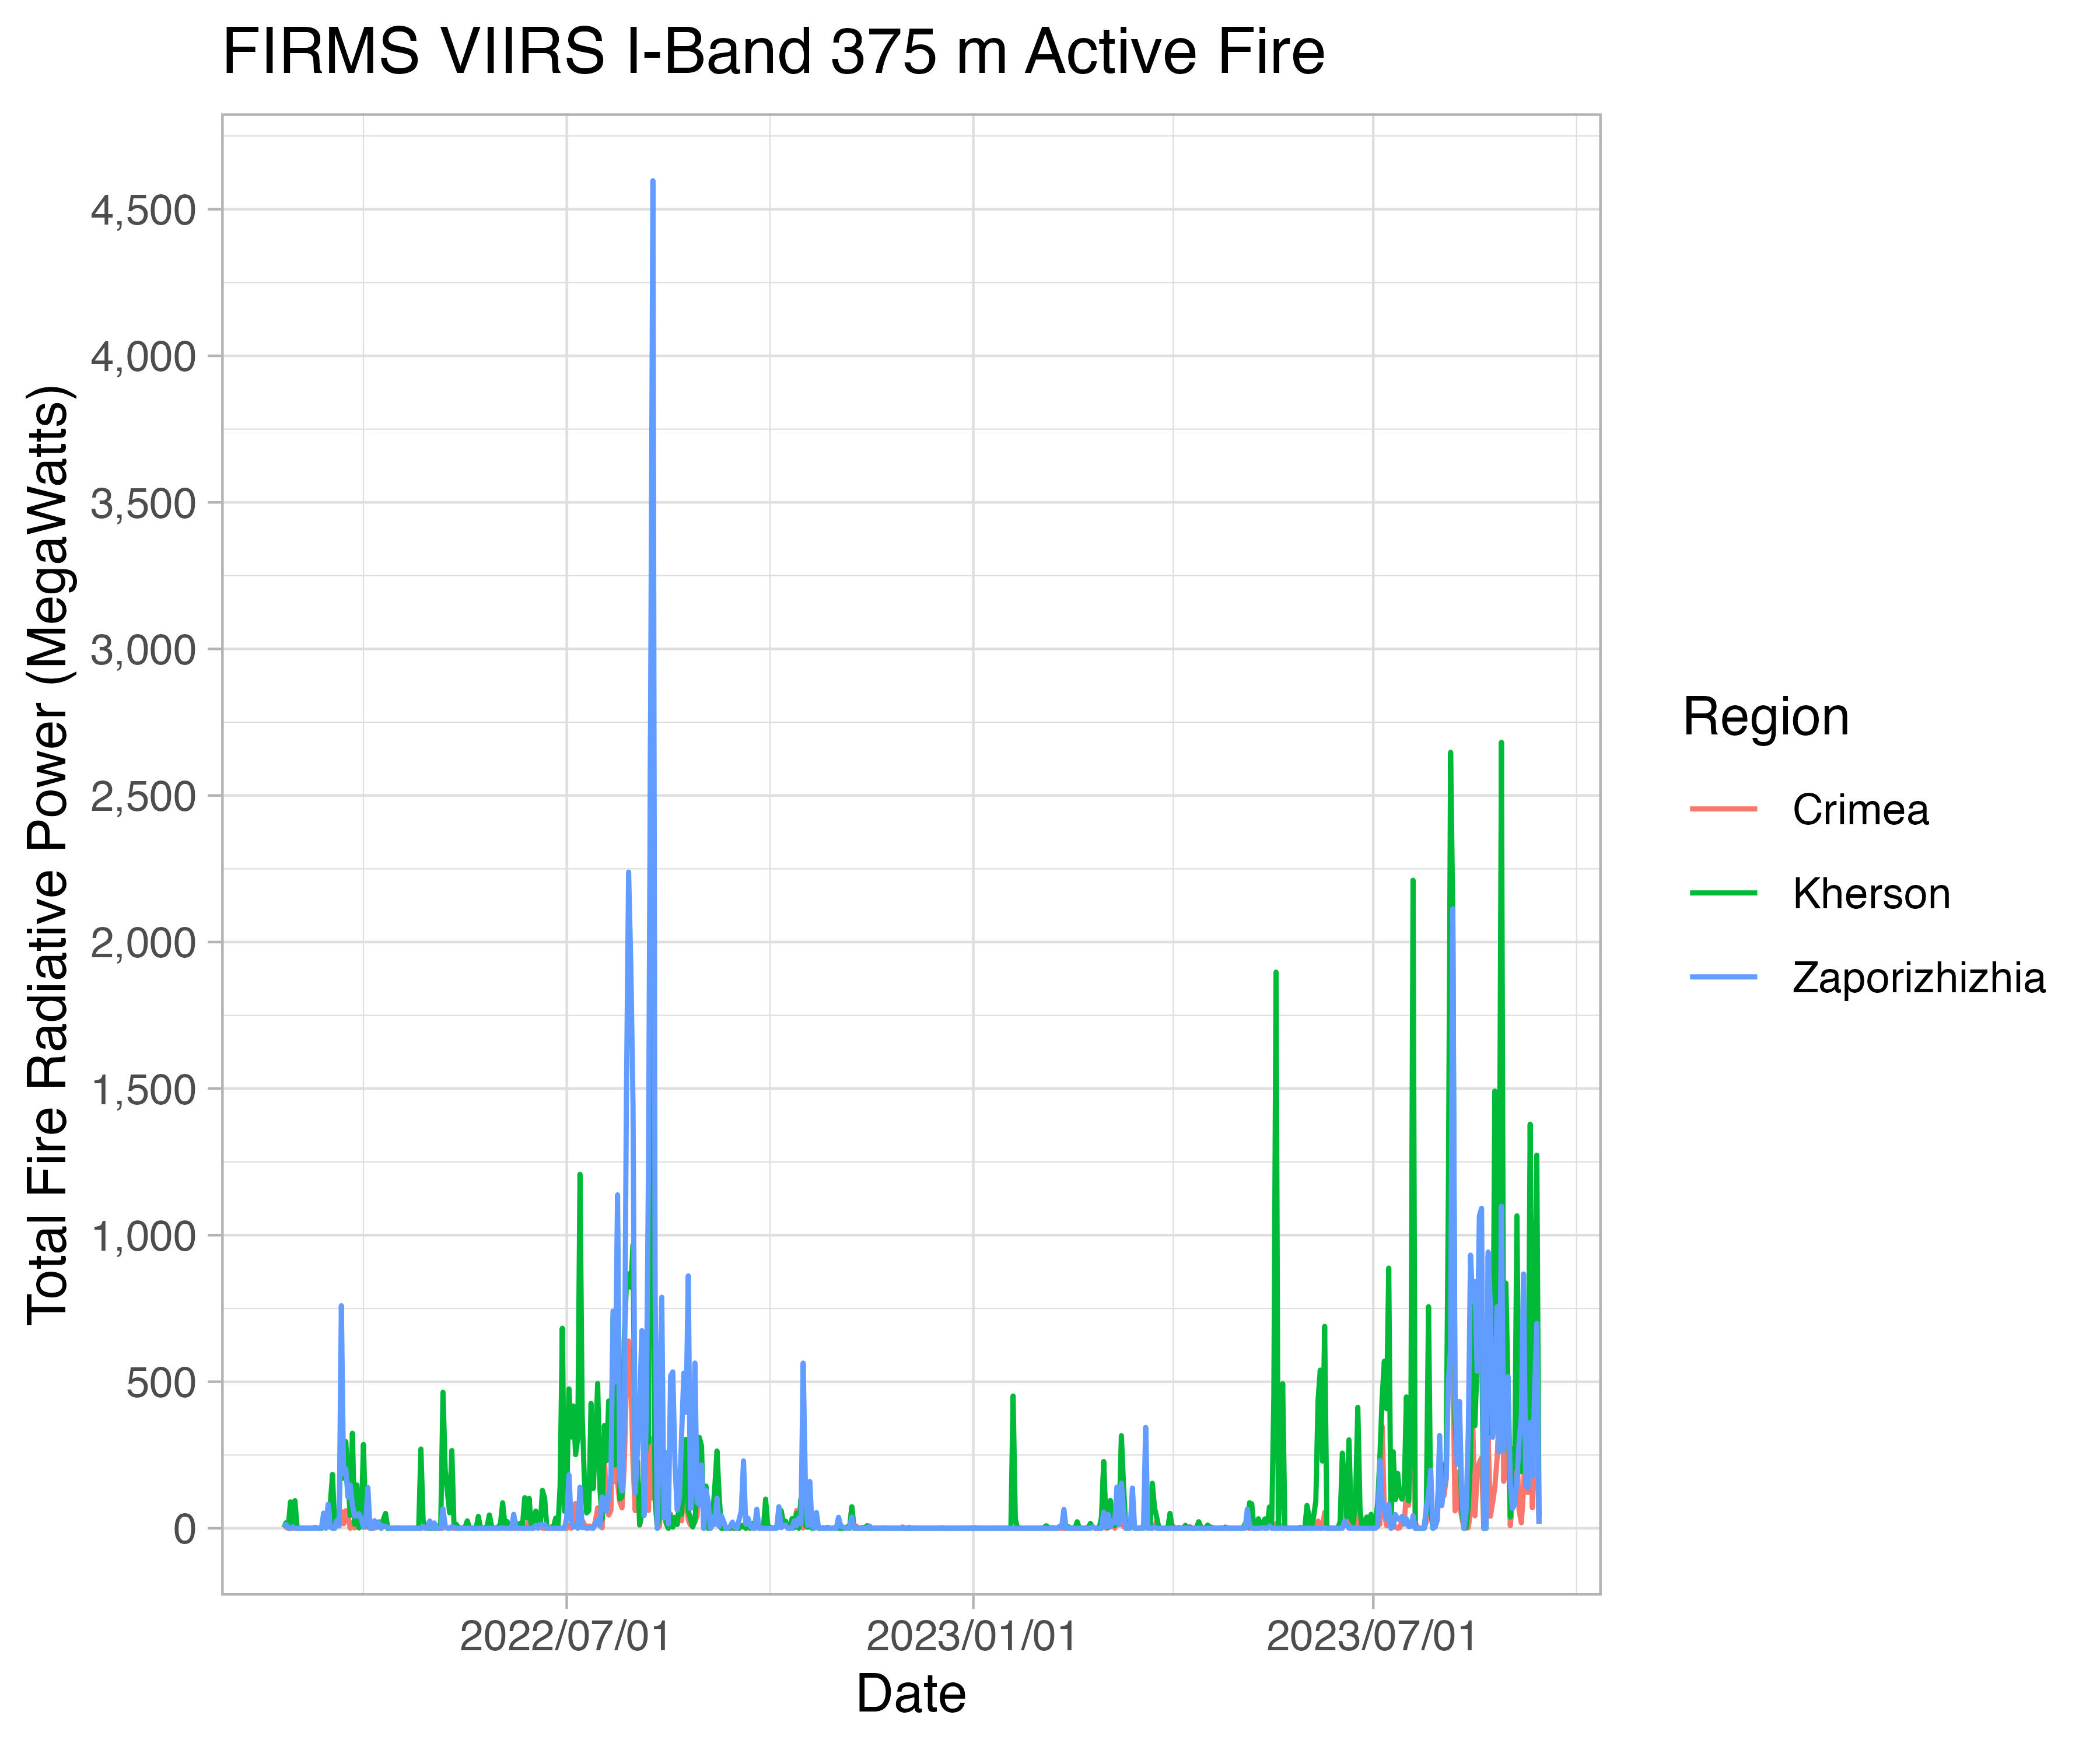 FIRMS VIIRS I-Band 375 m Active Fire
Total Fire Radiative Power (MegaWatts)
4,500
4,000
3,500
3,000
2,500
2,000
1,500
1,000
500
0
2022/07/01
2023/01/01
2023/07/01
Date
Region
Crimea
Kherson
Zaporizhizhia